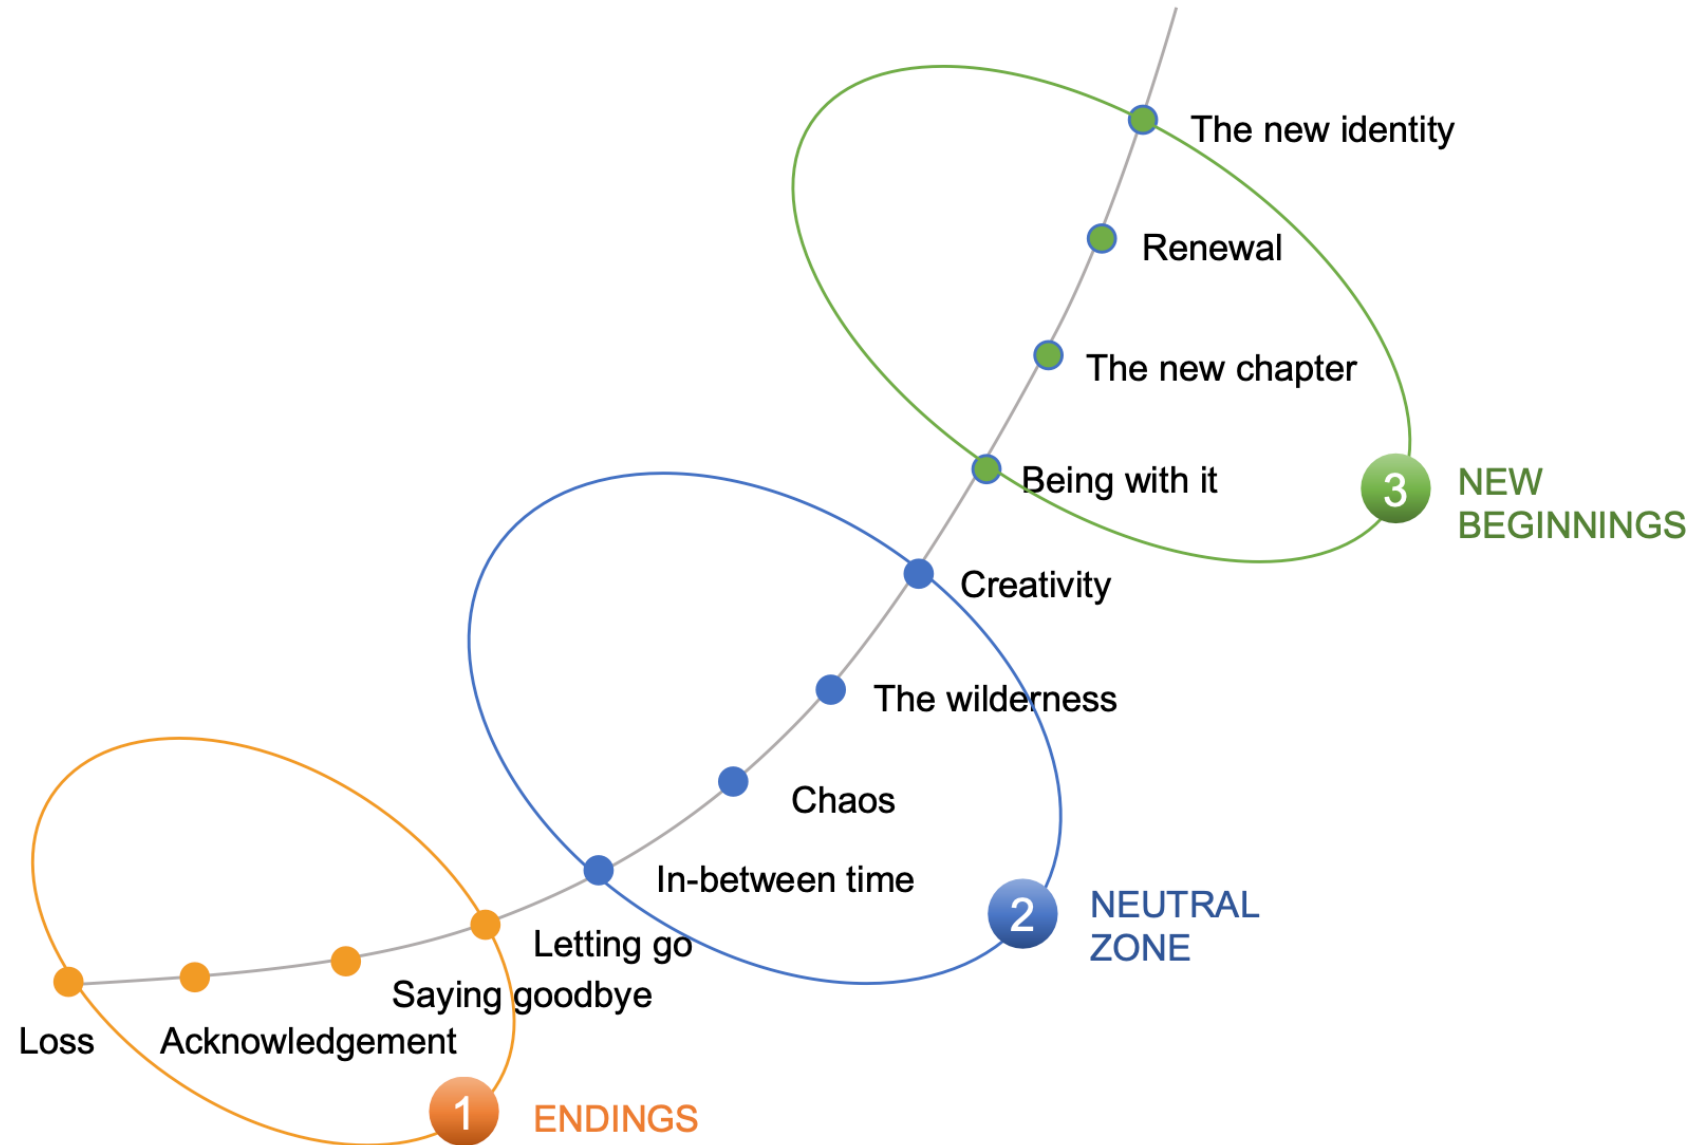 The new identity
Renewal
The new chapter
Being with it
3
NEW
BEGINNINGS
Creativity
The wilderness
Chaos
In-between time
2
NEUTRAL
ZONE
Letting go
Saying goodbye
Loss
Acknowledgement
1
ENDINGS